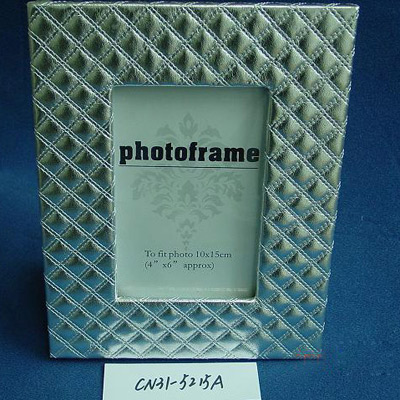 photoframe
To fit photo 10x15cm
(4” x6” approx)
CN31-5215A